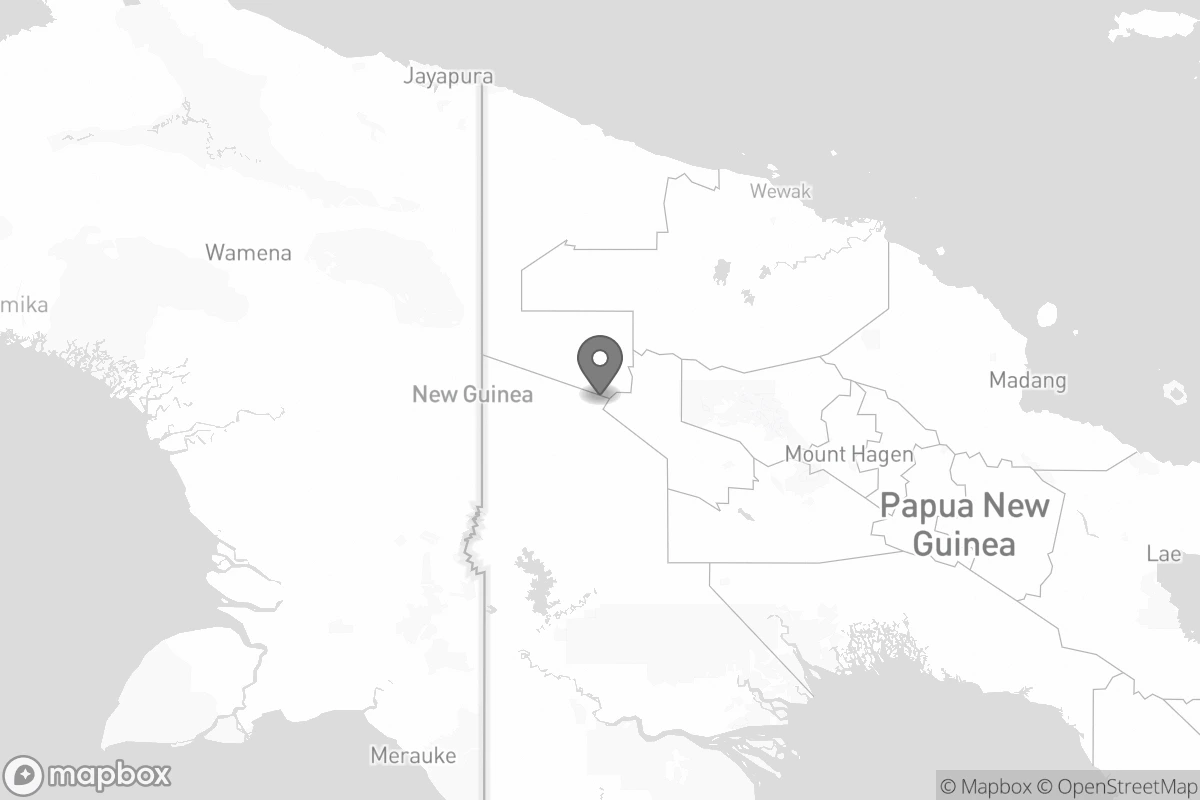 Jayapura
Wewak
Wamena
mika
Madang
New Guinea
Mount Hagen
Papua New
Guinea
Lae
Merauke
mapbox
© Mapbox © OpenStreetMap